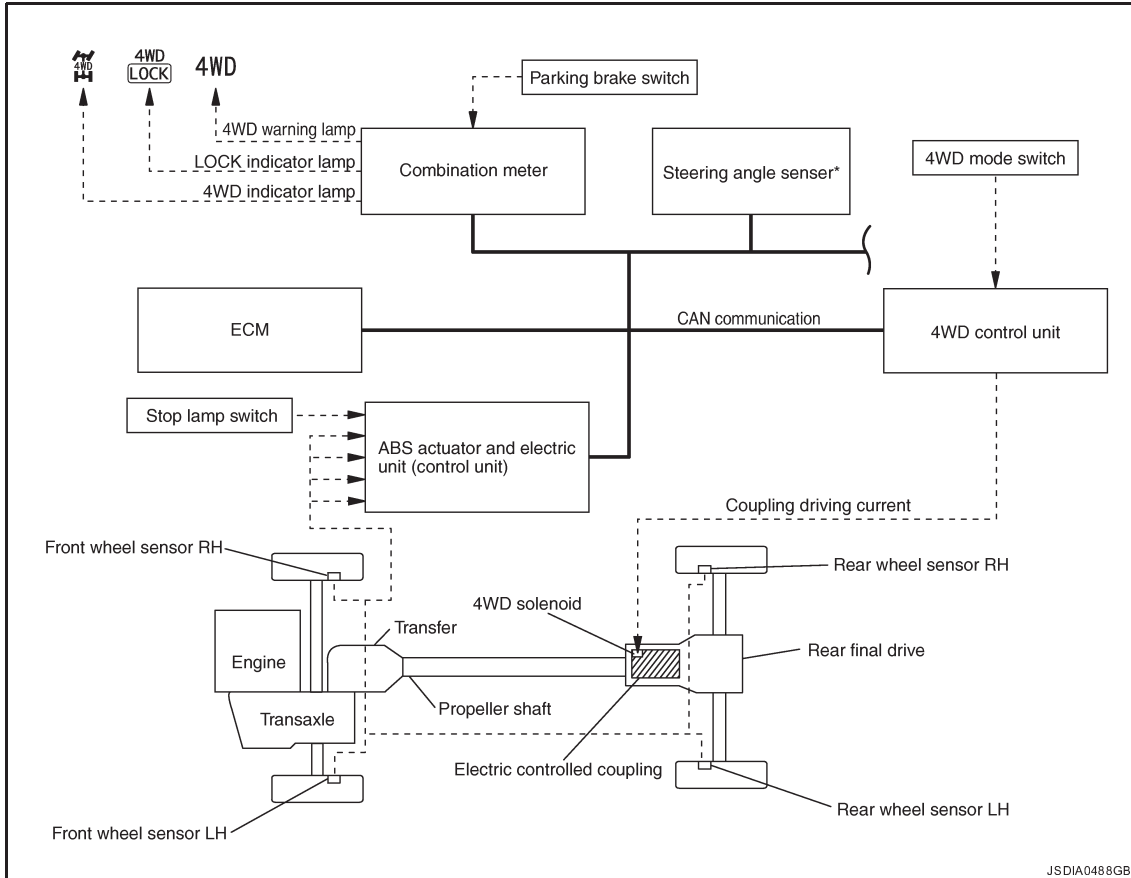 4WD
4WD
LOCK
4WD
Parking brake switch
4WD warning lamp
LOCK indicator lamp
4WD indicator lamp
Combination meter
Steering angle senser*
4WD mode switch
ECM
CAN communication
4WD control unit
Stop lamp switch
ABS actuator and electric
unit (control unit)
Coupling driving current
Front wheel sensor RH
Rear wheel sensor RH
4WD solenoid
Transfer
Engine
Rear final drive
Propeller shaft
Transaxle
Electric controlled coupling
Rear wheel sensor LH
Front wheel sensor LH
JSDIA0488GB